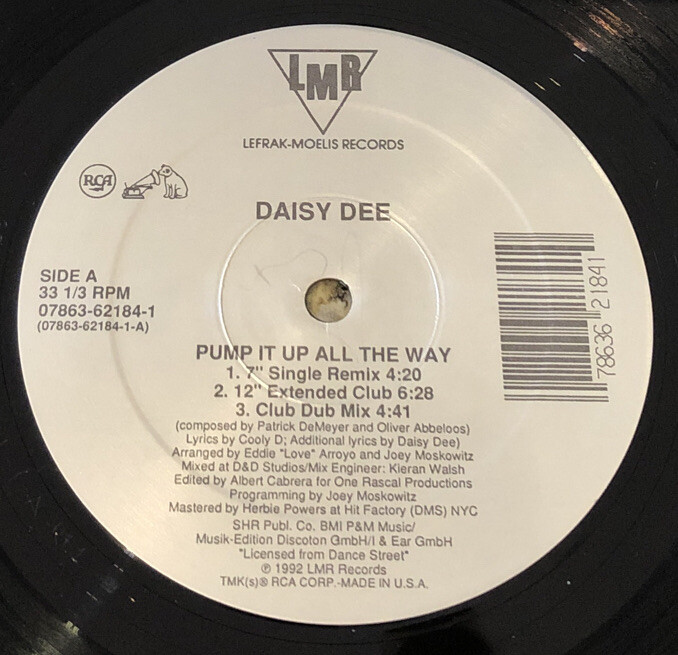 LMR
LEFRAK-MOELIS RECORDS
RCA
DAISY DEE
SIDE A
33 1/3 RPM
07863-62184-1
(07863-62184-1-A)
78636 21841
PUMP IT UP ALL THE WAY
1. 7" Single Remix 4:20
2. 12" Extended Club 6:28
3. Club Dub Mix 4:41
(composed by Patrick DeMeyer and Oliver Abbeloos)
Lyrics by Cooly D; Additional lyrics by Daisy Dee)
Arranged by Eddie "Love" Arroyo and Joey Moskowitz
Mixed at D&D Studios/Mix Engineer: Kieran Walsh
Edited by Albert Cabrera for One Rascal Productions
Programming by Joey Moskowitz
Mastered by Herbie Powers at Hit Factory (DMS) NYC
SHR Publ. Co. BMI P&M Music/
Musik-Edition Discoton GmbH/I & Ear GmbH
"Licensed from Dance Street"
℗ 1992 LMR Records
TMK(s)® RCA CORP.-MADE IN U.S.A.